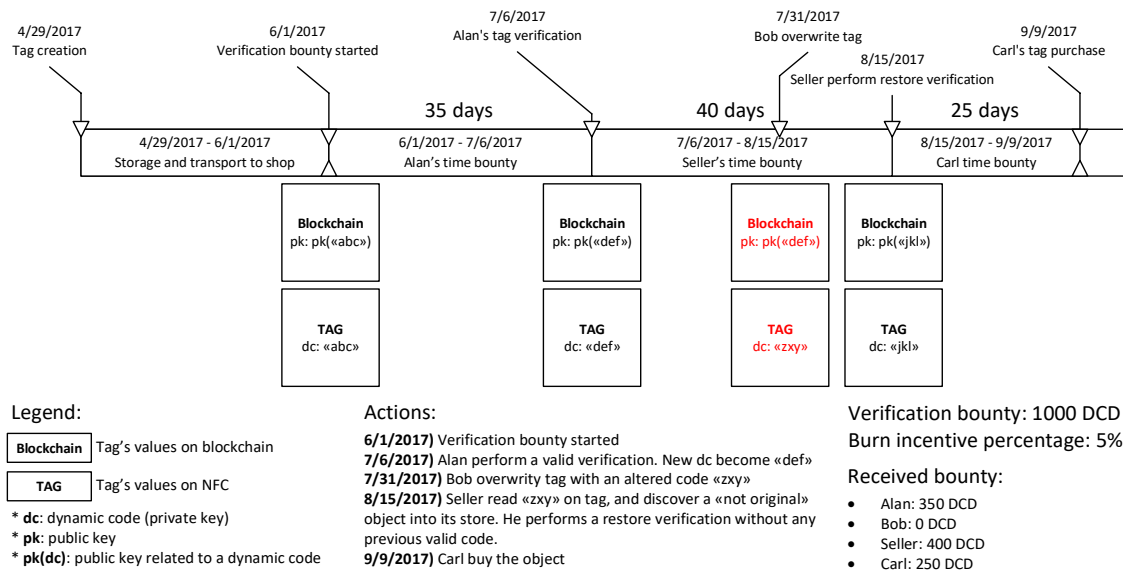 4/29/2017
Tag creation
6/1/2017
Verification bounty started
7/6/2017
Alan's tag verification
7/31/2017
Bob overwrite tag
8/15/2017
Seller perform restore verification
9/9/2017
Carl's tag purchase
35 days
40 days
25 days
4/29/2017 - 6/1/2017
Storage and transport to shop
6/1/2017 - 7/6/2017
Alan's time bounty
7/6/2017 - 8/15/2017
Seller's time bounty
8/15/2017 - 9/9/2017
Carl time bounty
Blockchain
pk: pk(«abc»)
Blockchain
pk: pk(«def»)
Blockchain
pk: pk(«def»)
Blockchain
pk: pk(«jkl»)
TAG
dc: «abc»
TAG
dc: «def»
TAG
dc: «zxy»
TAG
dc: «jkl»
Legend:
Blockchain Tag's values on blockchain
TAG Tag's values on NFC
* dc: dynamic code (private key)
* pk: public key
* pk(dc): public key related to a dynamic code
Actions:
6/1/2017) Verification bounty started
7/6/2017) Alan perform a valid verification. New dc become «def»
7/31/2017) Bob overwrity tag with an altered code «zxy»
8/15/2017) Seller read «zxy» on tag, and discover a «not original»
object into its store. He performs a restore verification without any
previous valid code.
9/9/2017) Carl buy the object
Verification bounty: 1000 DCD
Burn incentive percentage: 5%
Received bounty:
• Alan: 350 DCD
• Bob: 0 DCD
• Seller: 400 DCD
• Carl: 250 DCD